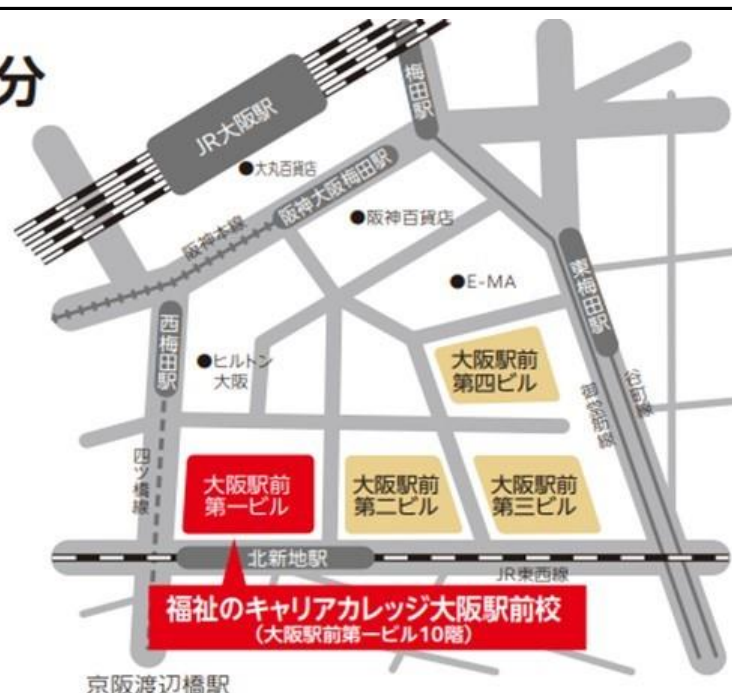 分
梅田駅
JR大阪駅
●大丸百貨店
阪神大阪梅田駅
●阪神百貨店
阪神本線
東梅田駅
●E-MA
西梅田駅
●ヒルトン
大阪
大阪駅前
第四ビル
御堂筋線
谷町線
四ツ橋線
大阪駅前
第一ビル
大阪駅前
第二ビル
大阪駅前
第三ビル
北新地駅
JR東西線
福祉のキャリアカレッジ大阪駅前校
(大阪駅前第一ビル10階)
京阪渡辺橋駅